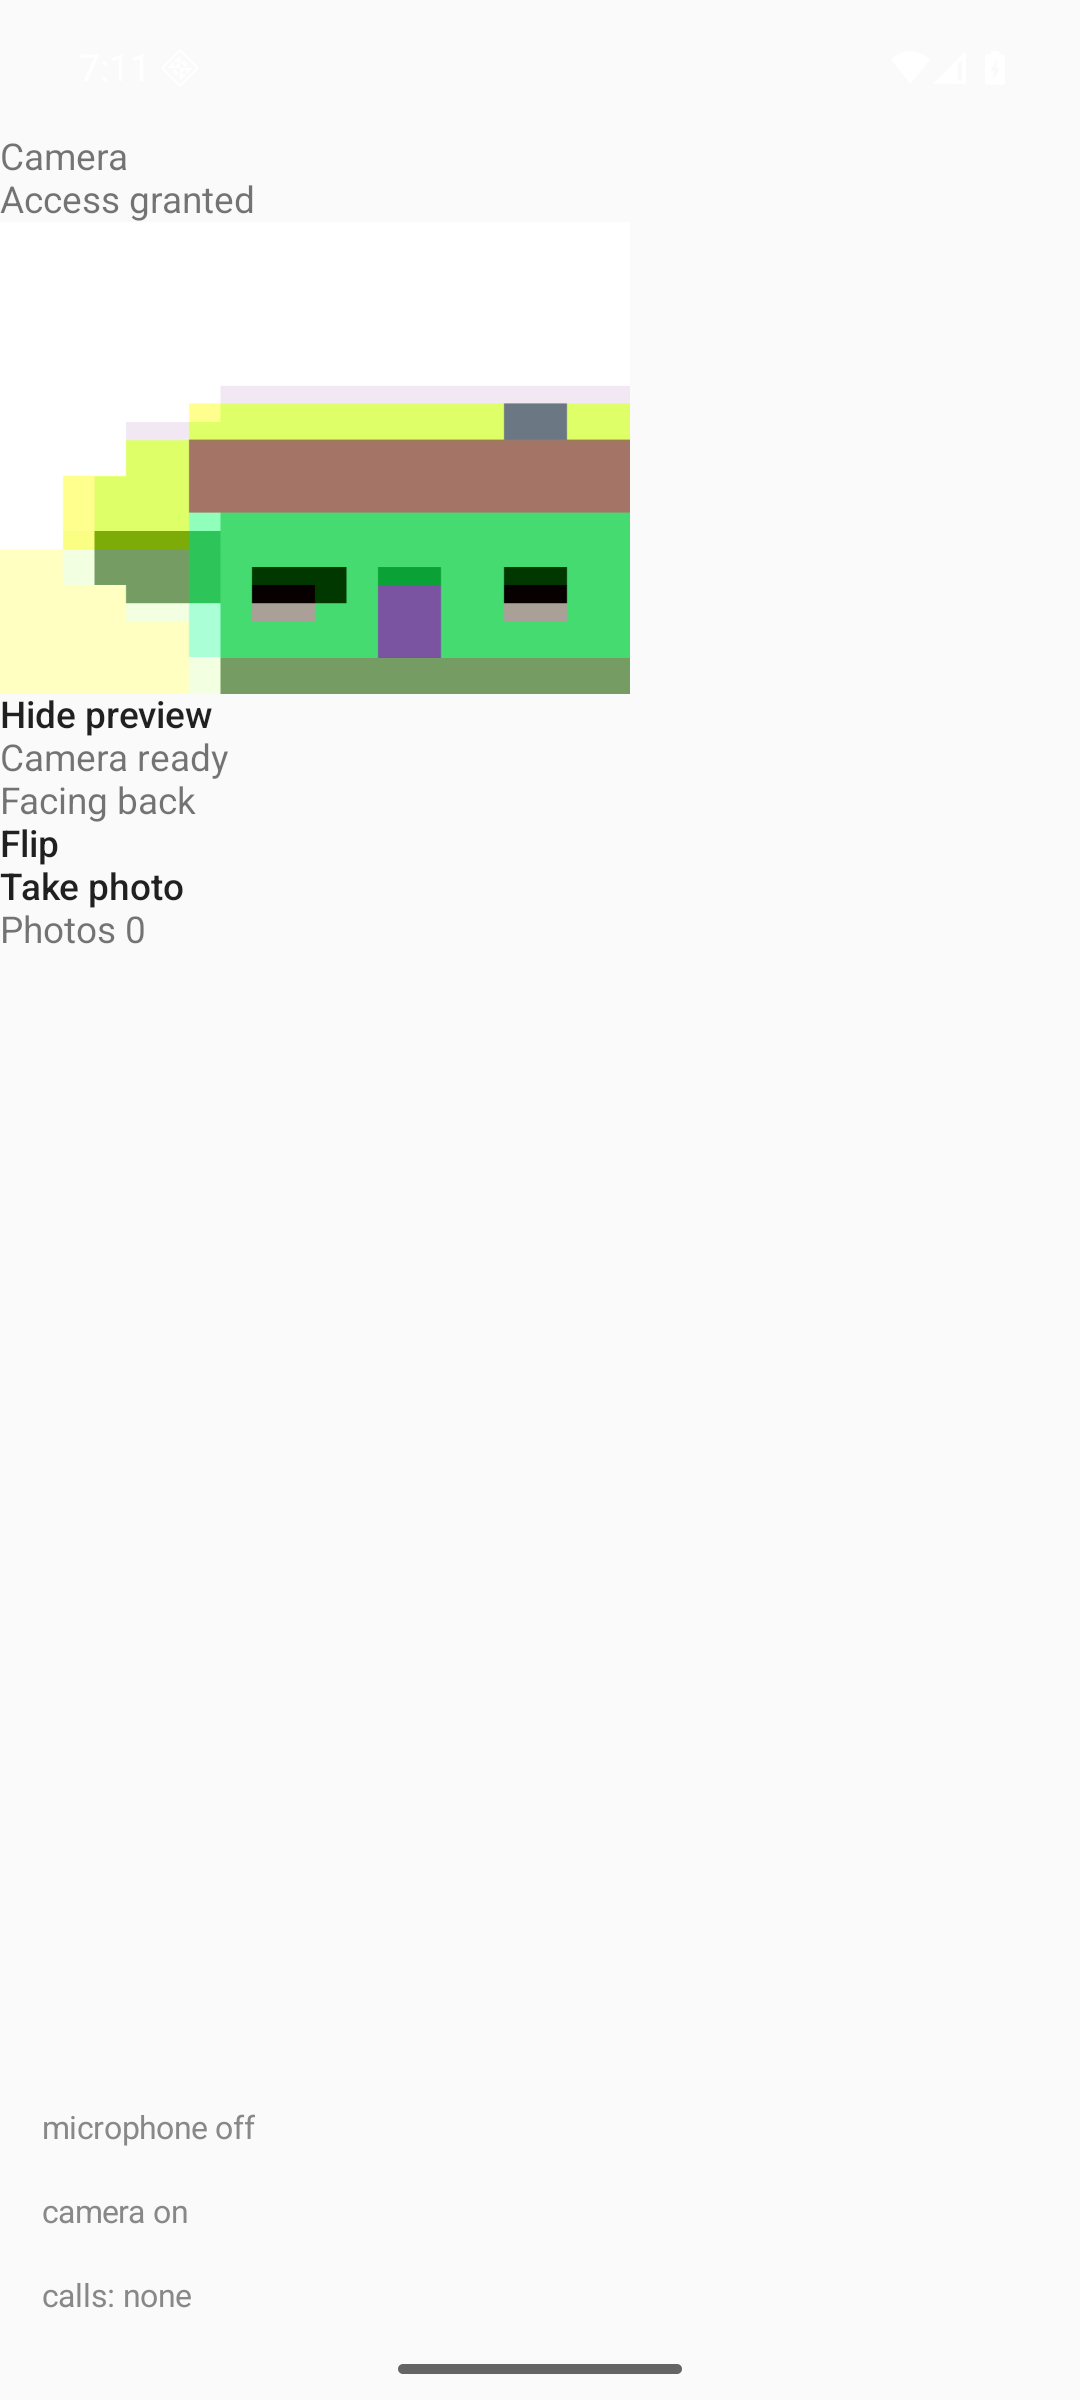 7:11
Camera
Access granted
Hide preview
Camera ready
Facing back
Flip
Take photo
Photos 0
microphone off
camera on
calls: none